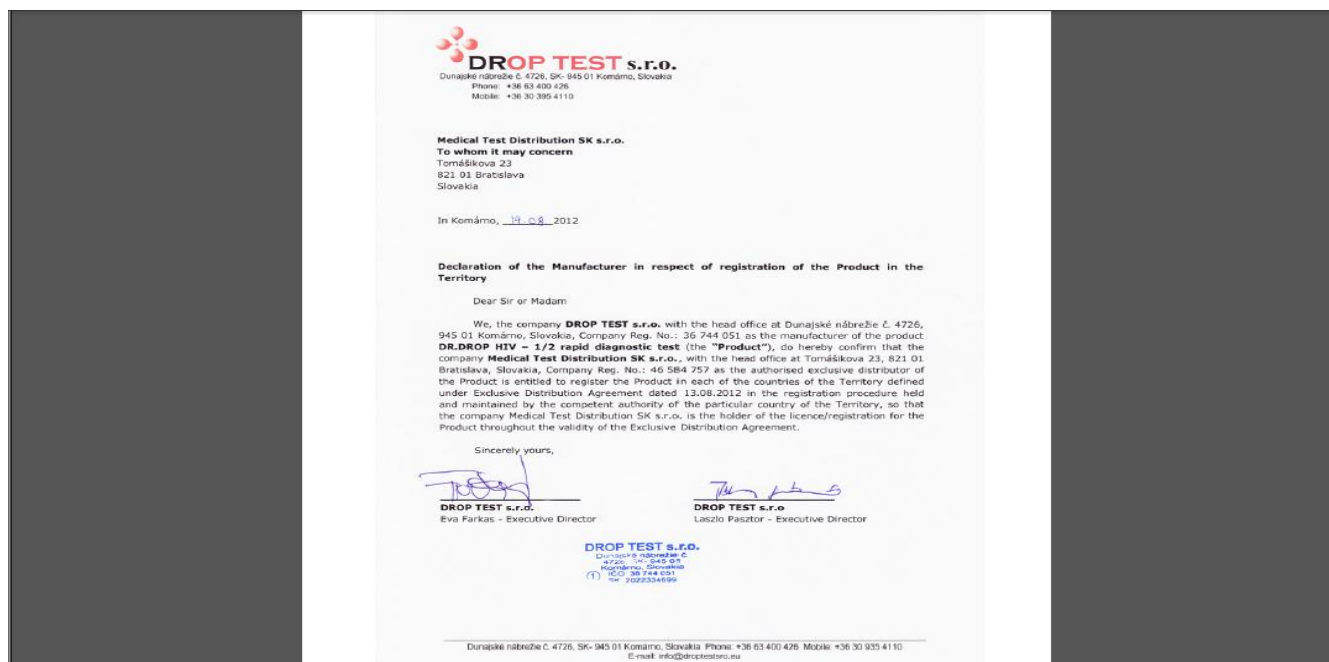 DROP TEST s.r.o.
Dunajské nábrežie č. 4726, SK- 945 01 Komárno, Slovakia
Phone: +36 63 400 426
Mobile: +36 30 395 4110
Medical Test Distribution SK s.r.o.
To whom it may concern
Tomášikova 23
821 01 Bratislava
Slovakia
In Komárno, 19.08 2012
Declaration of the Manufacturer in respect of registration of the Product in the
Territory
Dear Sir or Madam
We, the company DROP TEST s.r.o. with the head office at Dunajské nábrežie č. 4726,
945 01 Komárno, Slovakia, Company Reg. No.: 36 744 051 as the manufacturer of the product
DR.DROP HIV – 1/2 rapid diagnostic test (the "Product"), do hereby confirm that the
company Medical Test Distribution SK s.r.o., with the head office at Tomášikova 23, 821 01
Bratislava, Slovakia, Company Reg. No.: 46 584 757 as the authorised exclusive distributor of
the Product is entitled to register the Product in each of the countries of the Territory defined
under Exclusive Distribution Agreement dated 13.08.2012 in the registration procedure held
and maintained by the competent authority of the particular country of the Territory, so that
the company Medical Test Distribution SK s.r.o. is the holder of the licence/registration for the
Product throughout the validity of the Exclusive Distribution Agreement.
Sincerely yours,
DROP TEST s.r.o. DROP TEST s.r.o
Eva Farkas - Executive Director Laszlo Pasztor - Executive Director
DROP TEST s.r.o.
Dunajské nábrežie č.
4726, SK- 945 01
Komárno, Slovakia
1 IČO: 36 744 051
SK 2022334699
Dunajské nábrežie č. 4726, SK- 945 01 Komárno, Slovakia Phone: +36 63 400 426 Mobile: +36 30 935 4110
E-mail: info@droptestsro.eu